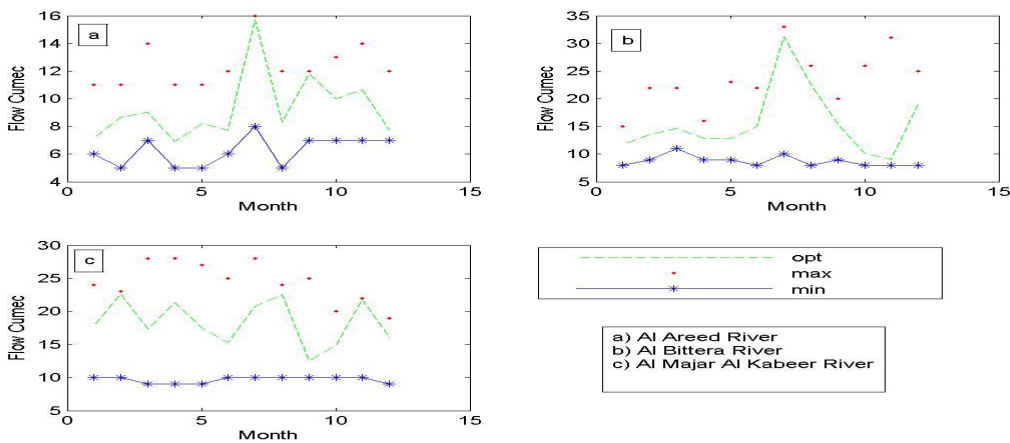 16
14
12
10
8
6
4
Flow Cumec
a
0
5
10
15
Month
35
30
25
20
15
10
5
Flow Cumec
b
0
5
10
15
Month
30
25
20
15
10
5
Flow Cumec
c
0
5
10
15
Month
opt
max
min
a) Al Areed River
b) Al Bittera River
c) Al Majar Al Kabeer River